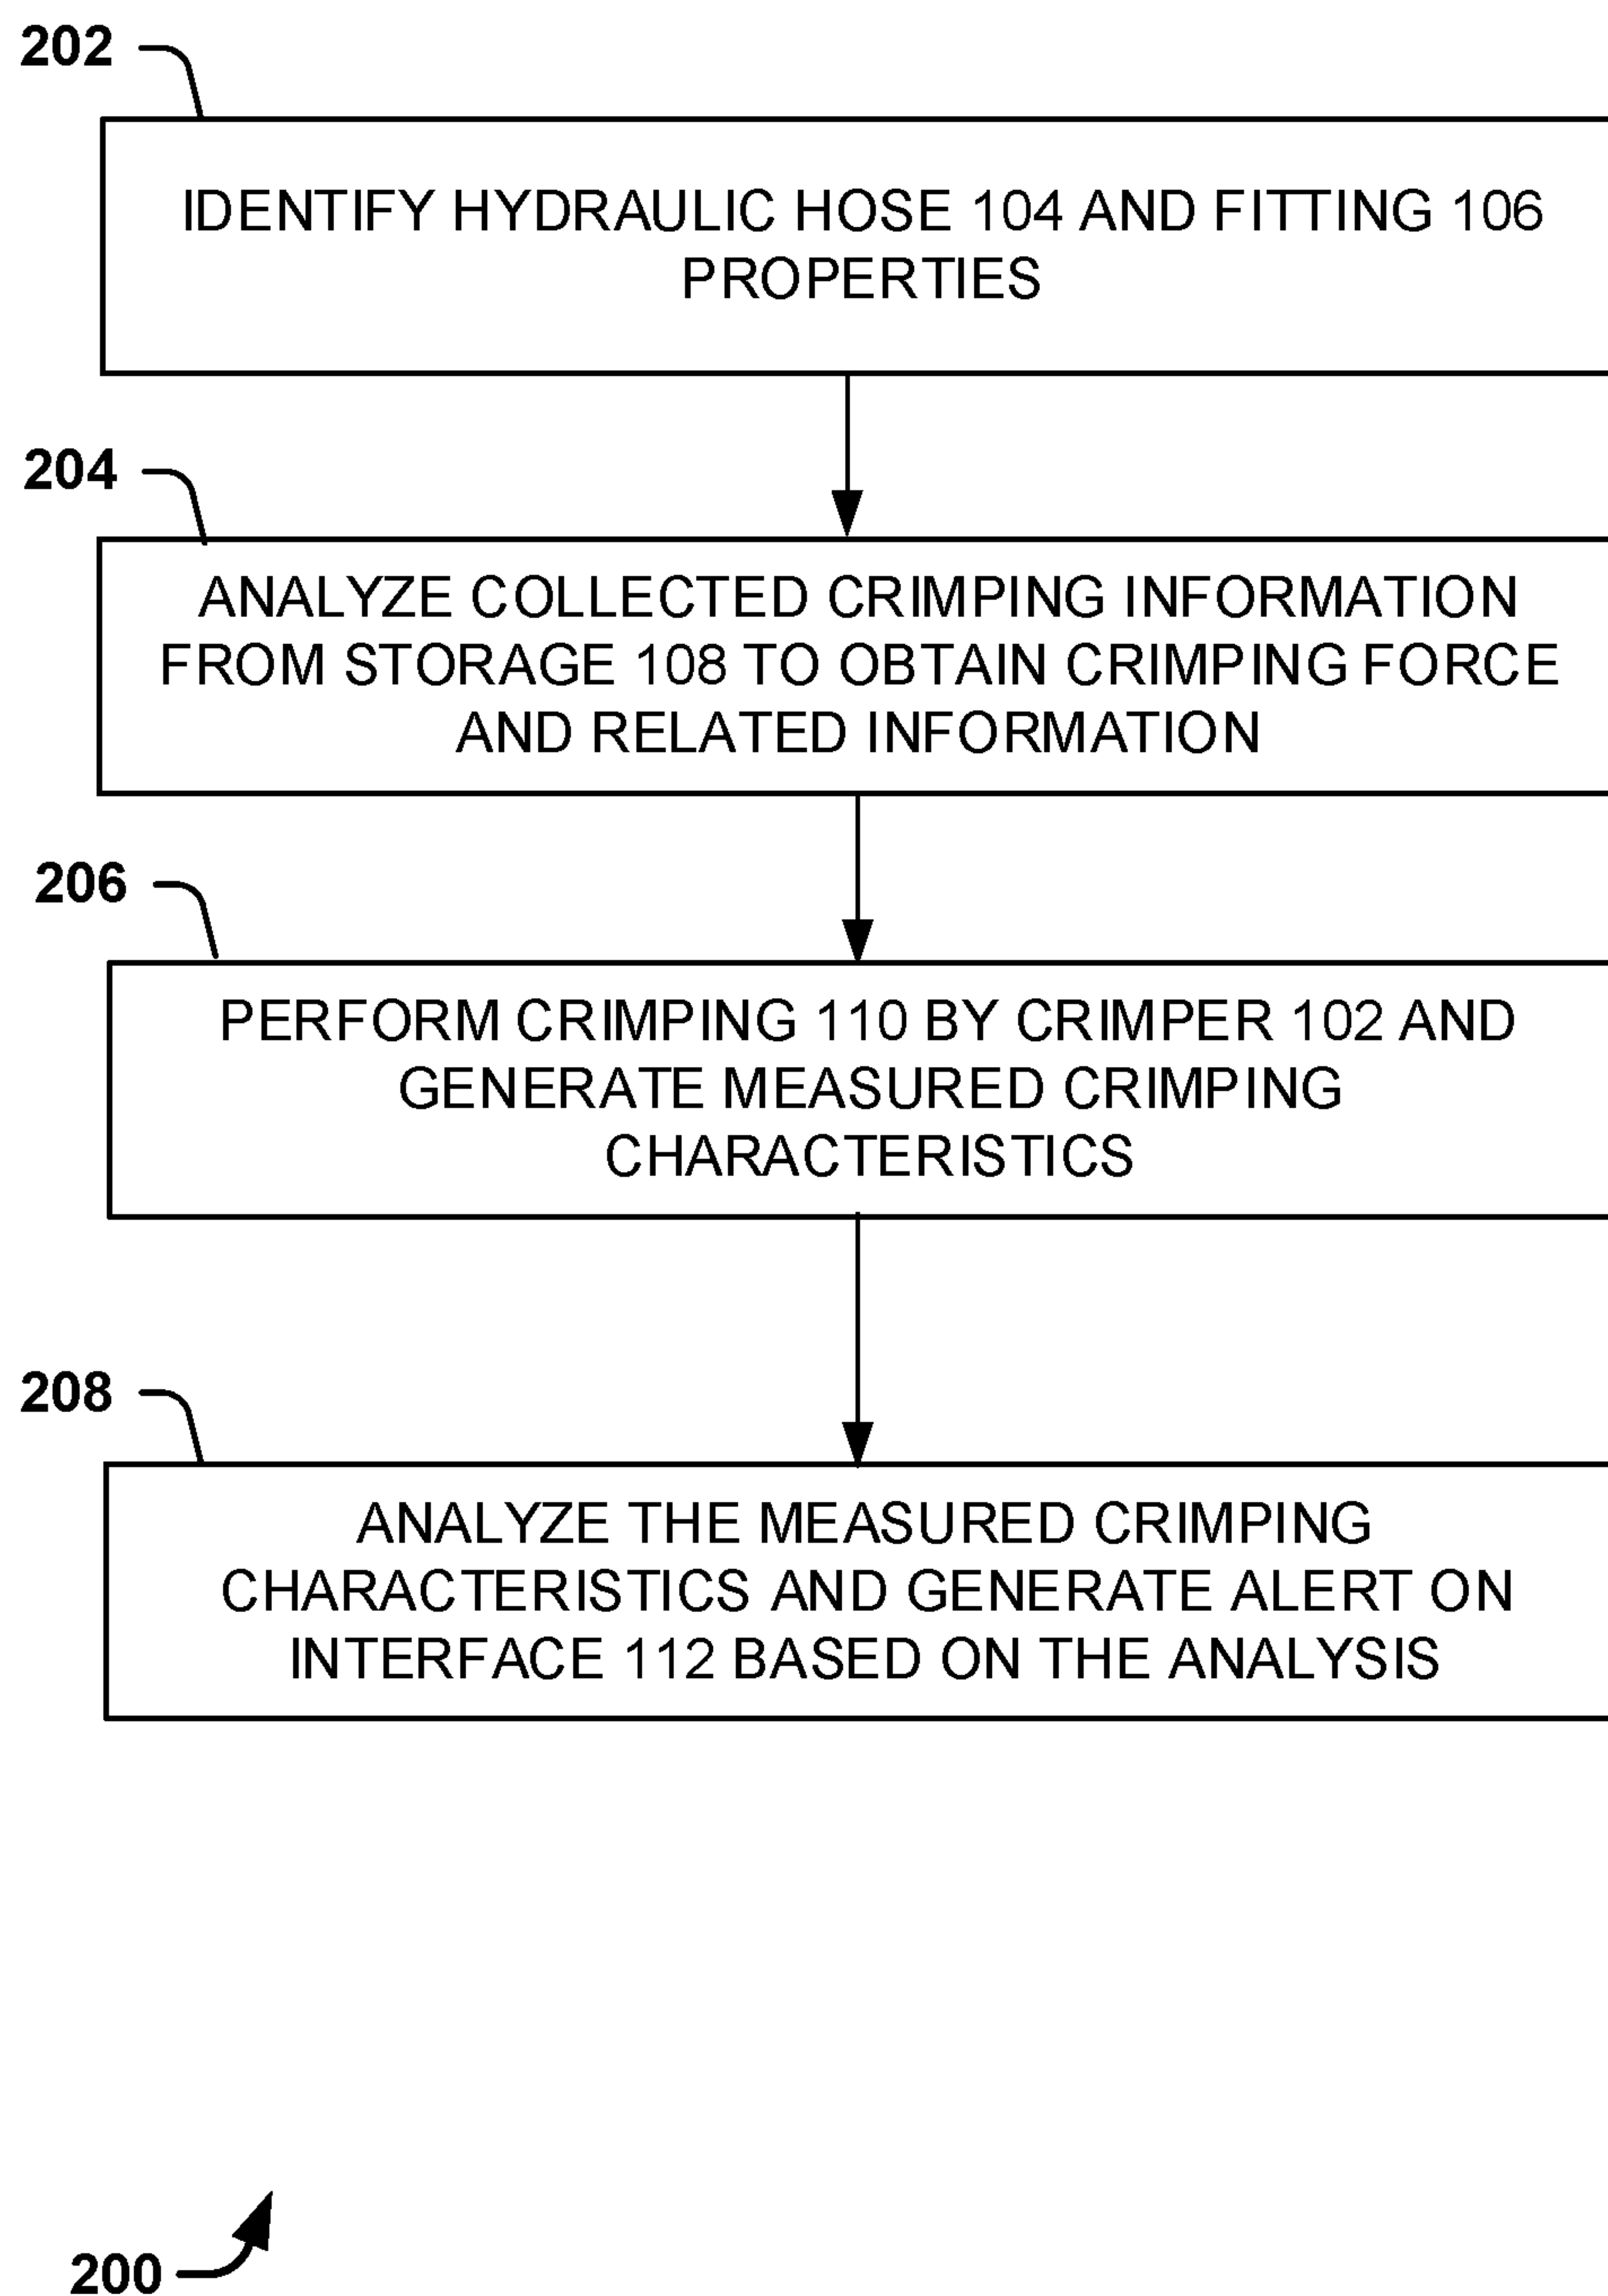 202
IDENTIFY HYDRAULIC HOSE 104 AND FITTING 106
PROPERTIES
204
ANALYZE COLLECTED CRIMPING INFORMATION
FROM STORAGE 108 TO OBTAIN CRIMPING FORCE
AND RELATED INFORMATION
206
PERFORM CRIMPING 110 BY CRIMPER 102 AND
GENERATE MEASURED CRIMPING
CHARACTERISTICS
208
ANALYZE THE MEASURED CRIMPING
CHARACTERISTICS AND GENERATE ALERT ON
INTERFACE 112 BASED ON THE ANALYSIS
200